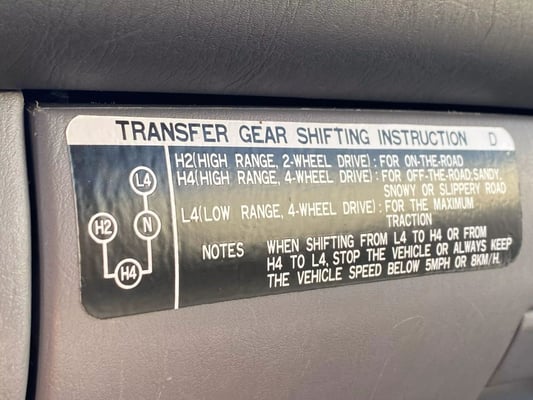 TRANSFER GEAR SHIFTING INSTRUCTION D
L4
H2
N
H4
H2(HIGH RANGE, 2-WHEEL DRIVE) : FOR ON-THE-ROAD
H4(HIGH RANGE, 4-WHEEL DRIVE) : FOR OFF-THE-ROAD,SANDY,
SNOWY OR SLIPPERY ROAD
L4(LOW RANGE, 4-WHEEL DRIVE) : FOR THE MAXIMUM
TRACTION
NOTES WHEN SHIFTING FROM L4 TO H4 OR FROM
H4 TO L4, STOP THE VEHICLE OR ALWAYS KEEP
THE VEHICLE SPEED BELOW 5MPH OR 8KM/H.